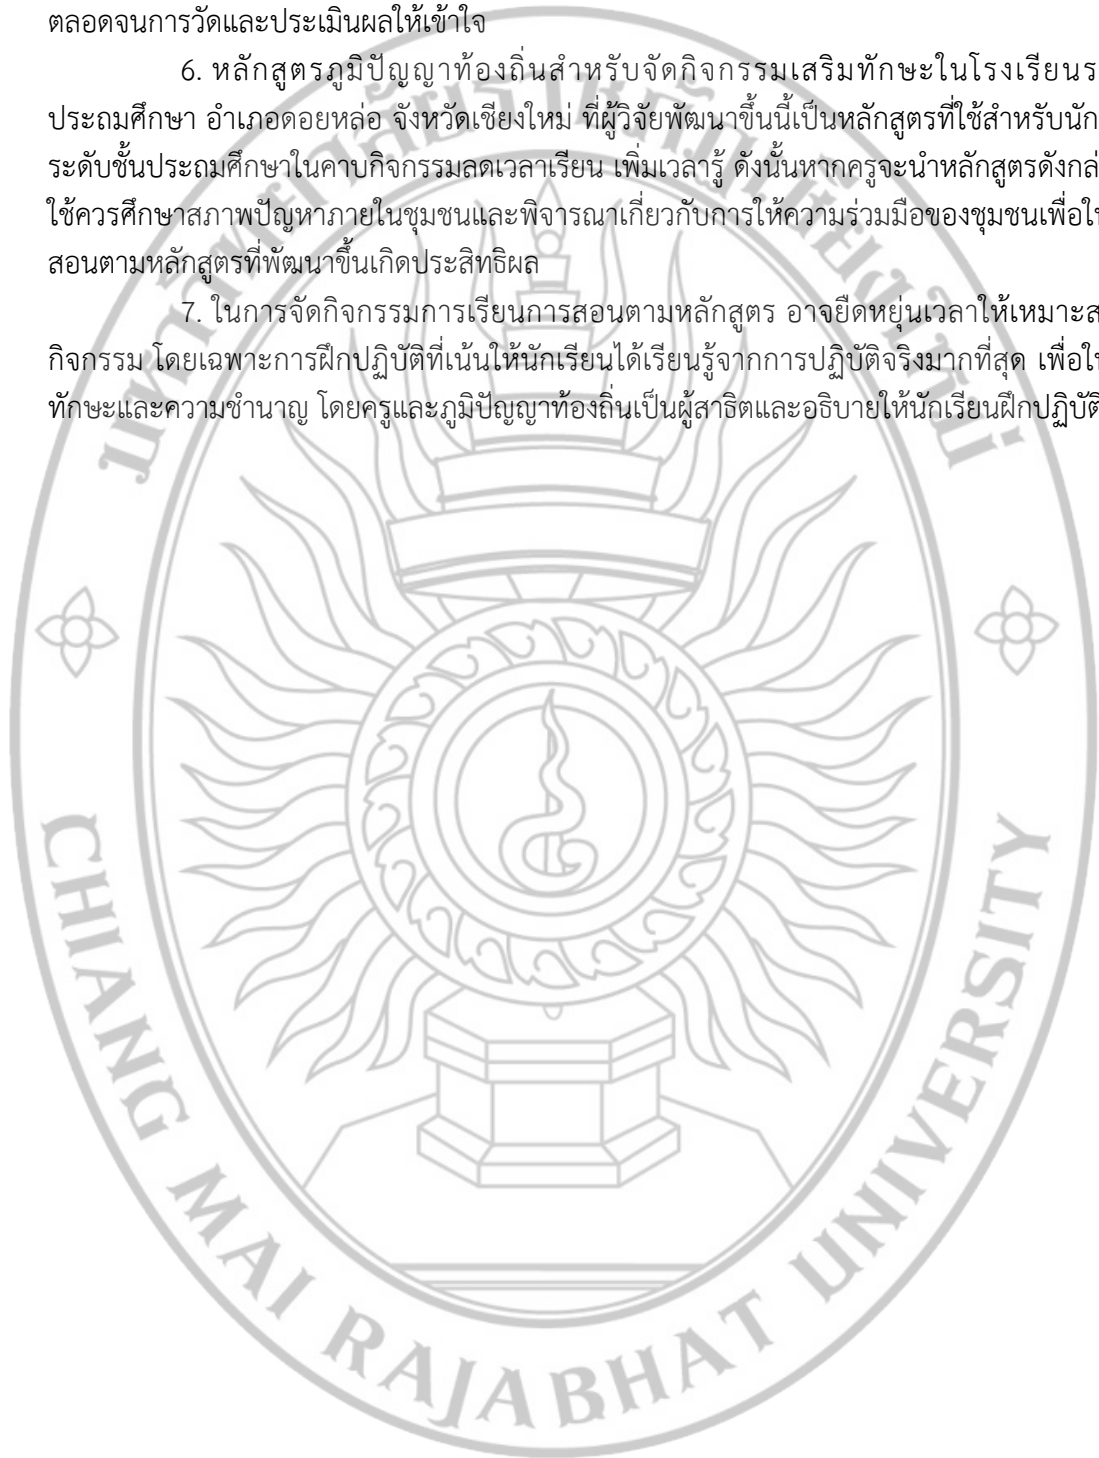 ตลอดจนการวัดและประเมินผลให้เข้าใจ
6. หลักสูตรภูมิปัญญาท้องถิ่นสำหรับจัดกิจกรรมเสริมทักษะในโรงเรียนร
ประถมศึกษา อำเภอดอยหล่อ จังหวัดเชียงใหม่ ที่ผู้วิจัยพัฒนาขึ้นนี้เป็นหลักสูตรที่ใช้สำหรับนัก
ระดับชั้นประถมศึกษาในคาบกิจกรรมลดเวลาเรียน เพิ่มเวลารู้ ดังนั้นหากครูจะนำหลักสูตรดังกล่
ใช้ควรศึกษาสภาพปัญหาภายในชุมชนและพิจารณาเกี่ยวกับการให้ความร่วมมือของชุมชนเพื่อให
สอนตามหลักสูตรที่พัฒนาขึ้นเกิดประสิทธิผล
7. ในการจัดกิจกรรมการเรียนการสอนตามหลักสูตร อาจยืดหยุ่นเวลาให้เหมาะส
กิจกรรม โดยเฉพาะการฝึกปฏิบัติที่เน้นให้นักเรียนได้เรียนรู้จากการปฏิบัติจริงมากที่สุด เพื่อให
ทักษะและความชำนาญ โดยครูและภูมิปัญญาท้องถิ่นเป็นผู้สาธิตและอธิบายให้นักเรียนฝึกปฏิบัติ
มหาวิทยาลัยราชภัฏเชียงใหม่
CHIANG MAI RAJABHAT UNIVERSITY